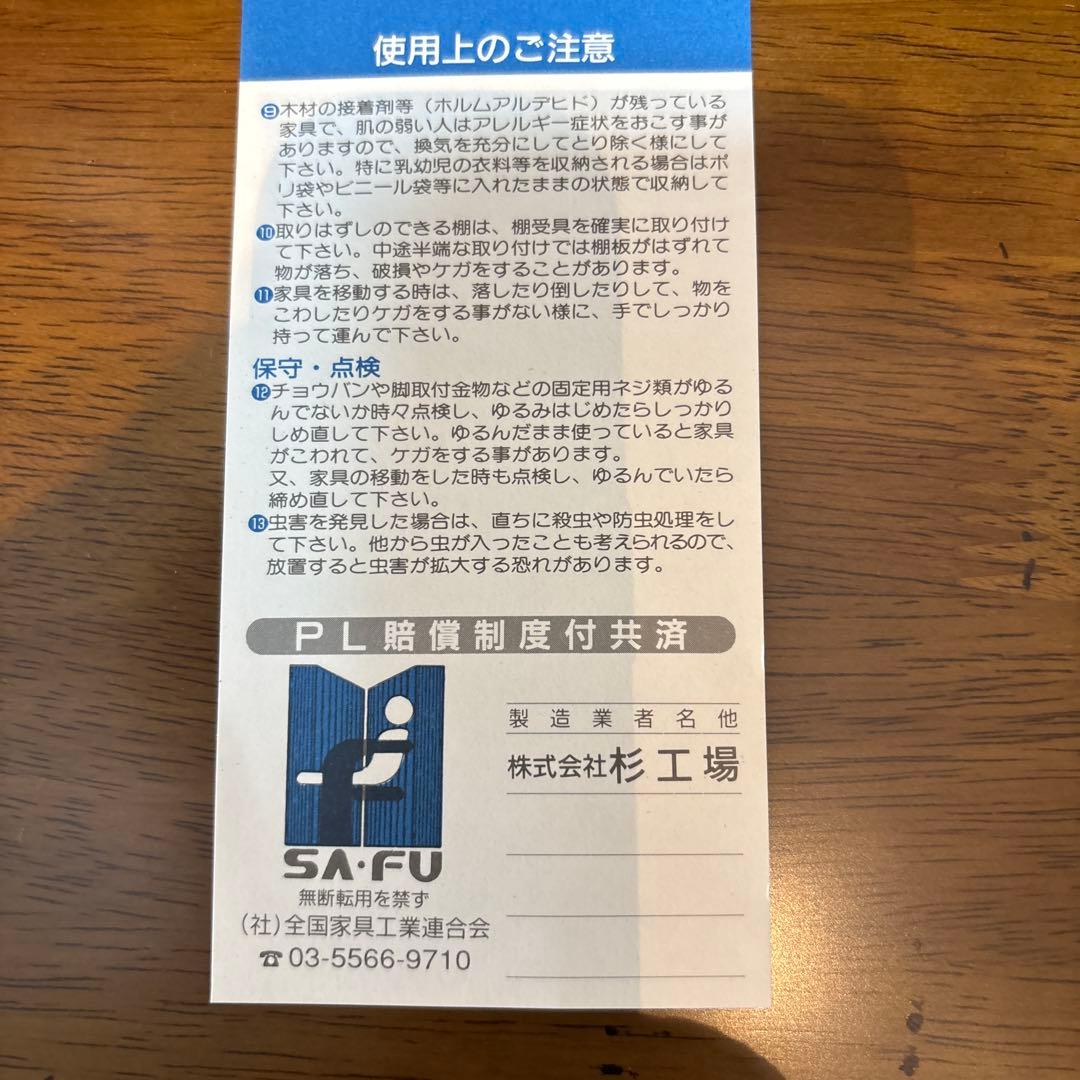 使用上のご注意
⑨木材の接着剤等（ホルムアルデヒド）が残っている
家具で、肌の弱い人はアレルギー症状をおこす事が
ありますので、換気を充分にしてとり除く様にして
下さい。特に乳幼児の衣料等を収納される場合はポ
リ袋やビニール袋等に入れたままの状態で収納して
下さい。
⑩取りはずしのできる棚は、棚受具を確実に取り付け
て下さい。中途半端な取り付けでは棚板がはずれて
物が落ち、破損やケガをすることがあります。
⑪家具を移動する時は、落したり倒したりして、物を
こわしたりケガをする事がない様に、手でしっかり
持って運んで下さい。
保守・点検
⑫チョウバンや脚取付金物などの固定用ネジ類がゆる
んでないか時々点検し、ゆるみはじめたらしっかり
しめ直して下さい。ゆるんだまま使っていると家具
がこわれて、ケガをする事があります。
又、家具の移動をした時も点検し、ゆるんでいたら
締め直して下さい。
⑬虫害を発見した場合は、直ちに殺虫や防虫処理をし
て下さい。他から虫が入ったことも考えられるので、
放置すると虫害が拡大する恐れがあります。
ＰＬ賠償制度付共済
製造業者名他
株式会社杉工場
SA・FU
無断転用を禁ず
（社）全国家具工業連合会
☎03-5566-9710